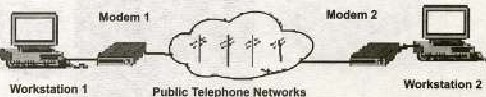 Modem 1
Modem 2
Workstation 1
Public Telephone Networks
Workstation 2